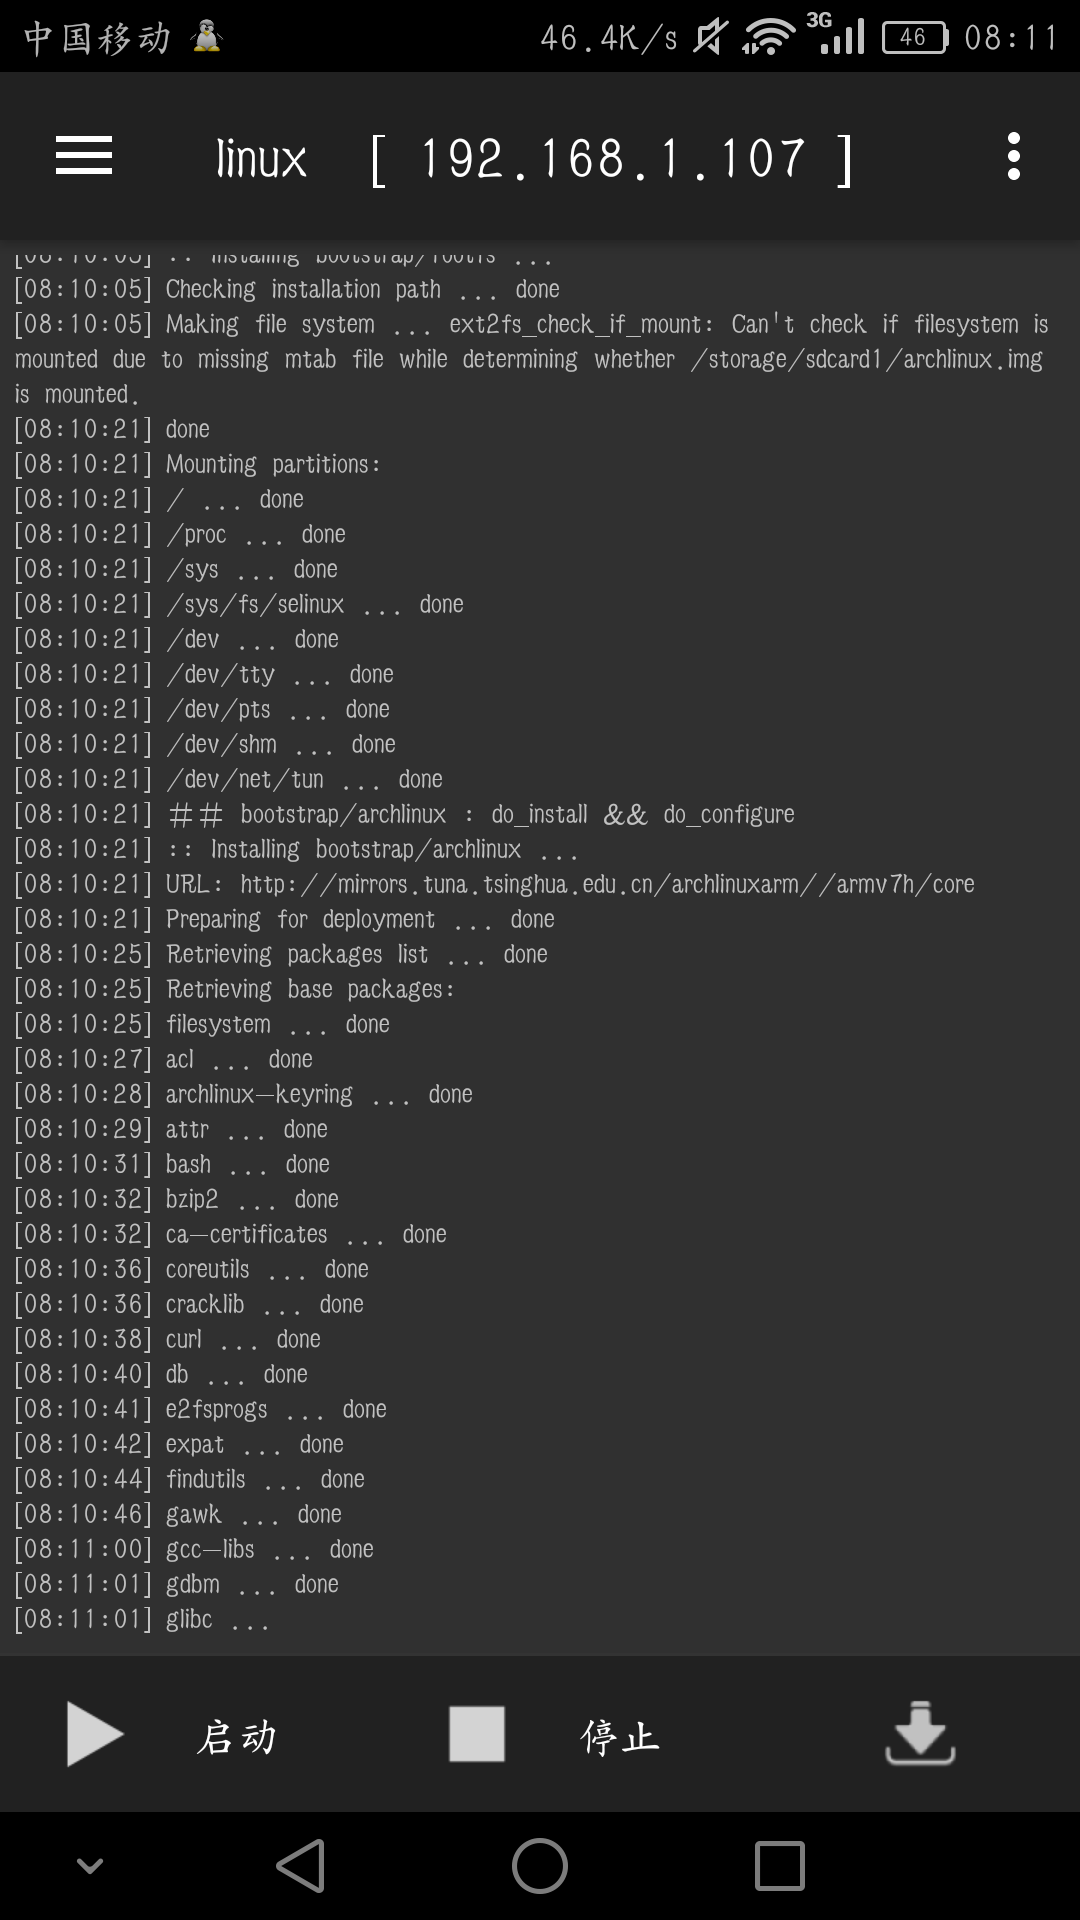 中国移动 46.4K/s 3G 46 08:11
linux [ 192.168.1.107 ]
[08:10:05] :: Installing bootstrap/rootfs ...
[08:10:05] Checking installation path ... done
[08:10:05] Making file system ... ext2fs_check_if_mount: Can't check if filesystem is
mounted due to missing mtab file while determining whether /storage/sdcard1/archlinux.img
is mounted.
[08:10:21] done
[08:10:21] Mounting partitions:
[08:10:21] / ... done
[08:10:21] /proc ... done
[08:10:21] /sys ... done
[08:10:21] /sys/fs/selinux ... done
[08:10:21] /dev ... done
[08:10:21] /dev/tty ... done
[08:10:21] /dev/pts ... done
[08:10:21] /dev/shm ... done
[08:10:21] /dev/net/tun ... done
[08:10:21] ## bootstrap/archlinux : do_install && do_configure
[08:10:21] :: Installing bootstrap/archlinux ...
[08:10:21] URL: http://mirrors.tuna.tsinghua.edu.cn/archlinuxarm//armv7h/core
[08:10:21] Preparing for deployment ... done
[08:10:25] Retrieving packages list ... done
[08:10:25] Retrieving base packages:
[08:10:25] filesystem ... done
[08:10:27] acl ... done
[08:10:28] archlinux-keyring ... done
[08:10:29] attr ... done
[08:10:31] bash ... done
[08:10:32] bzip2 ... done
[08:10:32] ca-certificates ... done
[08:10:36] coreutils ... done
[08:10:36] cracklib ... done
[08:10:38] curl ... done
[08:10:40] db ... done
[08:10:41] e2fsprogs ... done
[08:10:42] expat ... done
[08:10:44] findutils ... done
[08:10:46] gawk ... done
[08:11:00] gcc-libs ... done
[08:11:01] gdbm ... done
[08:11:01] glibc ...
启动 停止